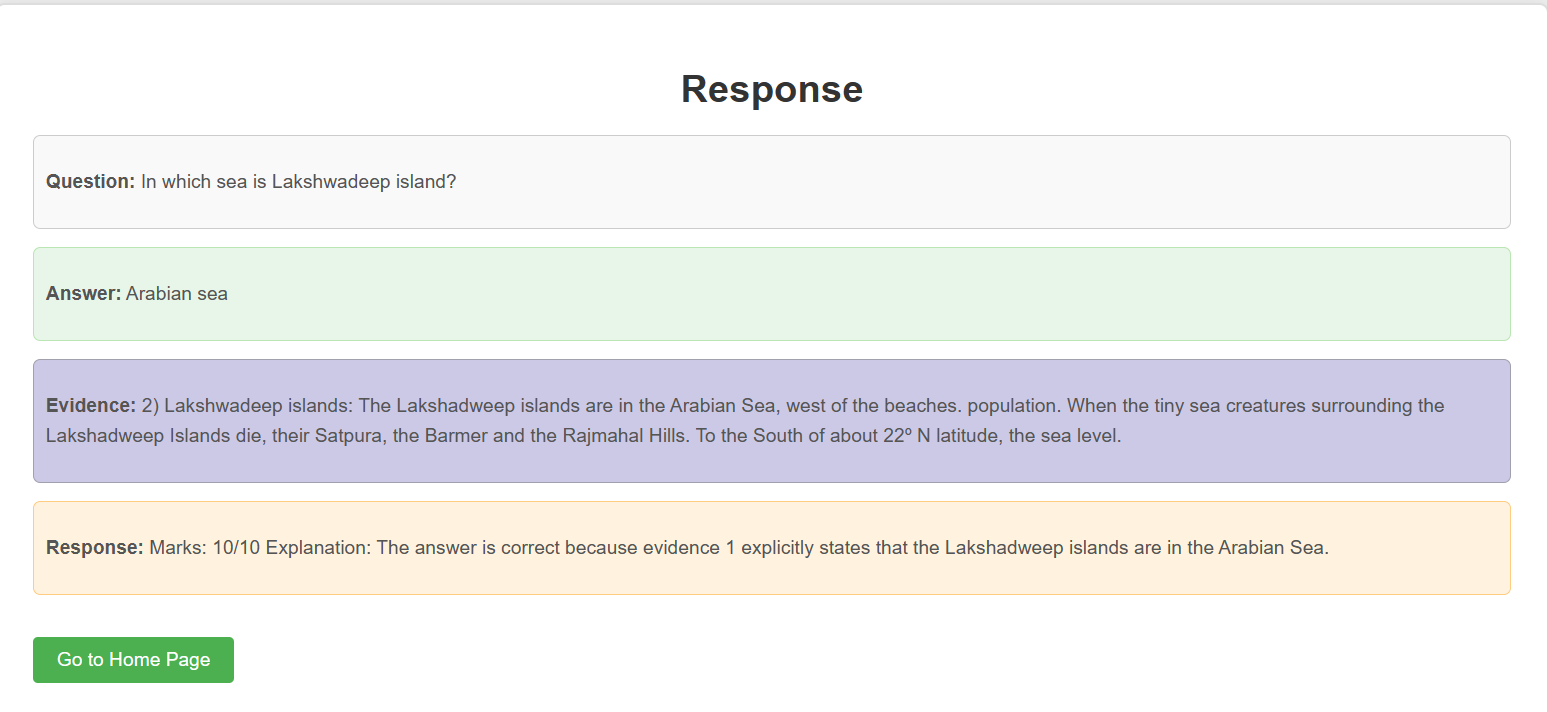 Response
Question: In which sea is Lakshwadeep island?
Answer: Arabian sea
Evidence: 2) Lakshwadeep islands: The Lakshadweep islands are in the Arabian Sea, west of the beaches. population. When the tiny sea creatures surrounding the
Lakshadweep Islands die, their Satpura, the Barmer and the Rajmahal Hills. To the South of about 22º N latitude, the sea level.
Response: Marks: 10/10 Explanation: The answer is correct because evidence 1 explicitly states that the Lakshadweep islands are in the Arabian Sea.
Go to Home Page